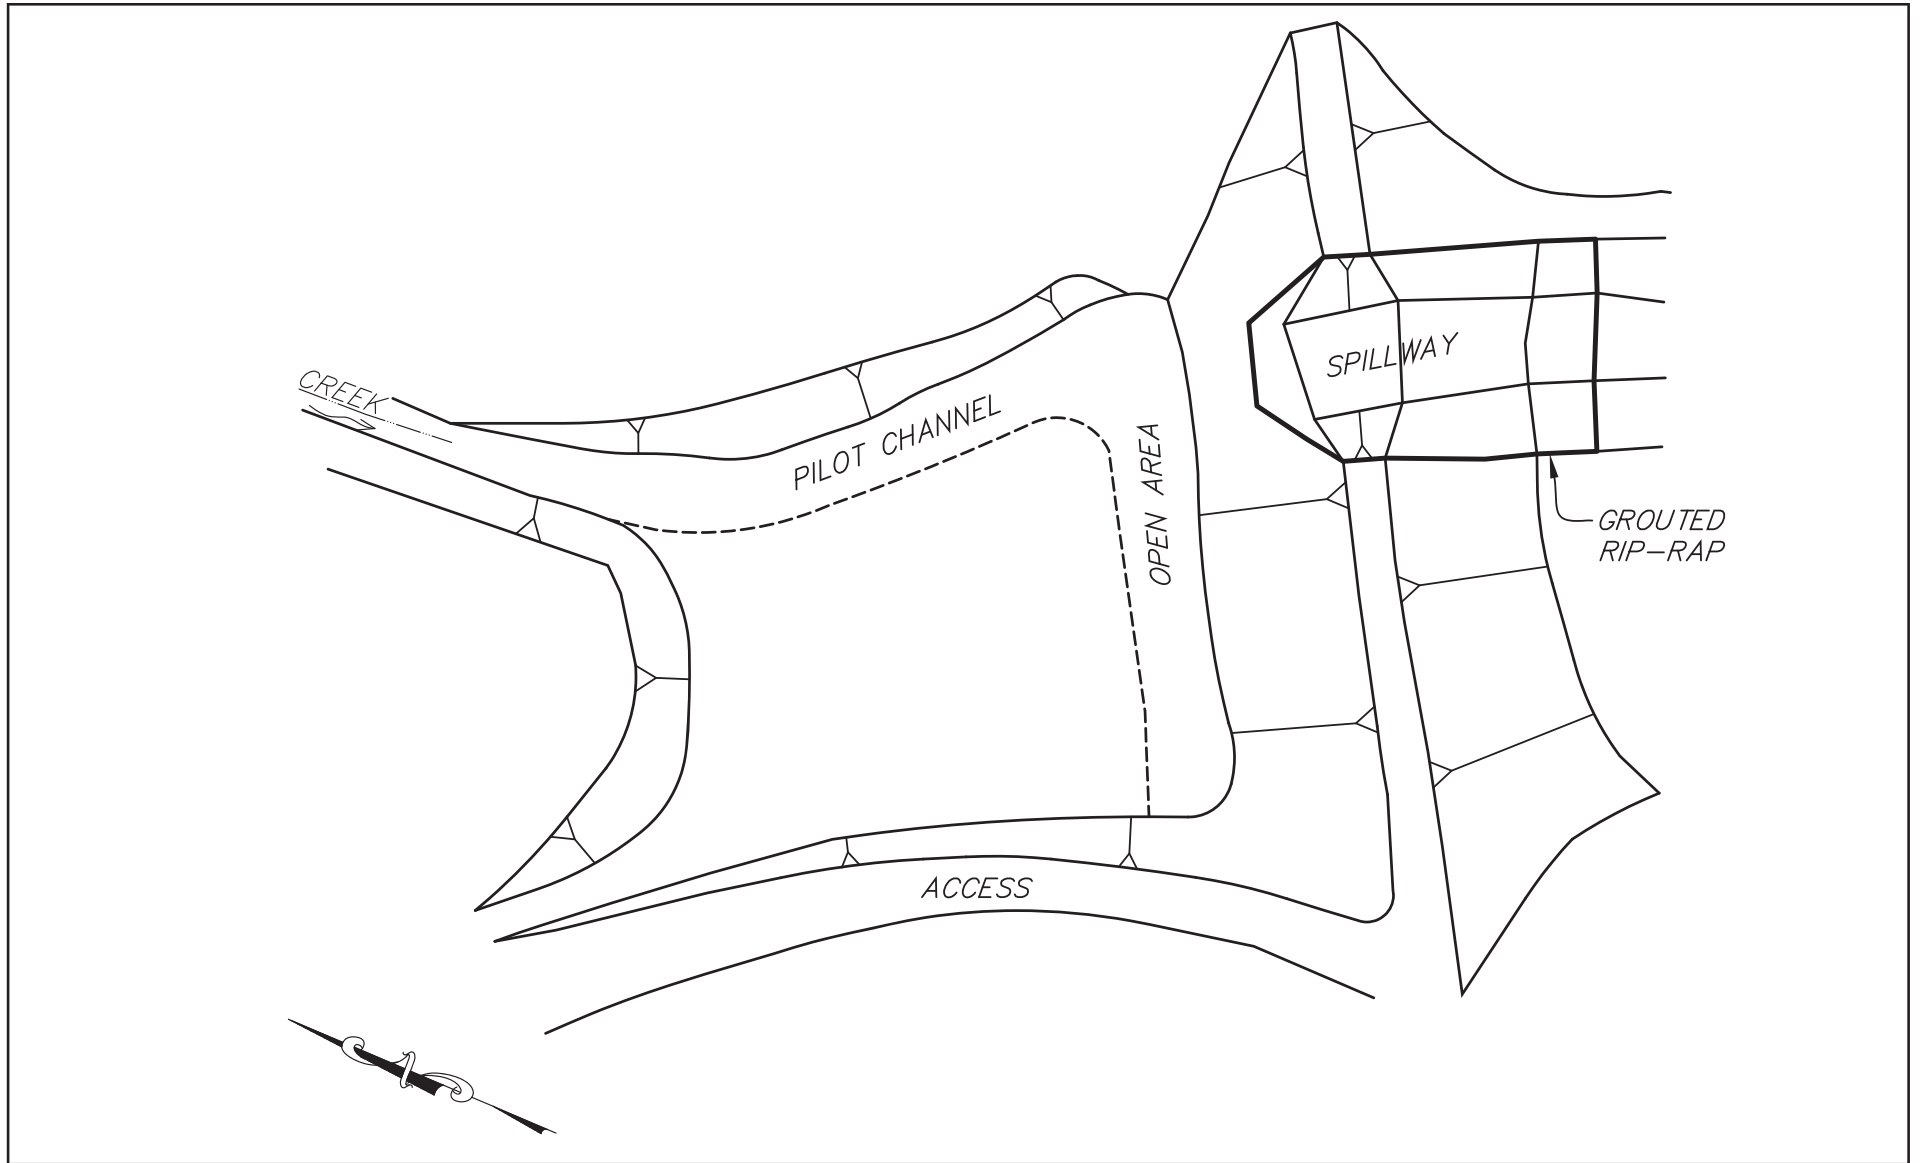 CREEK
PILOT CHANNEL
OPEN AREA
SPILLWAY
GROUTED
RIP-RAP
ACCESS